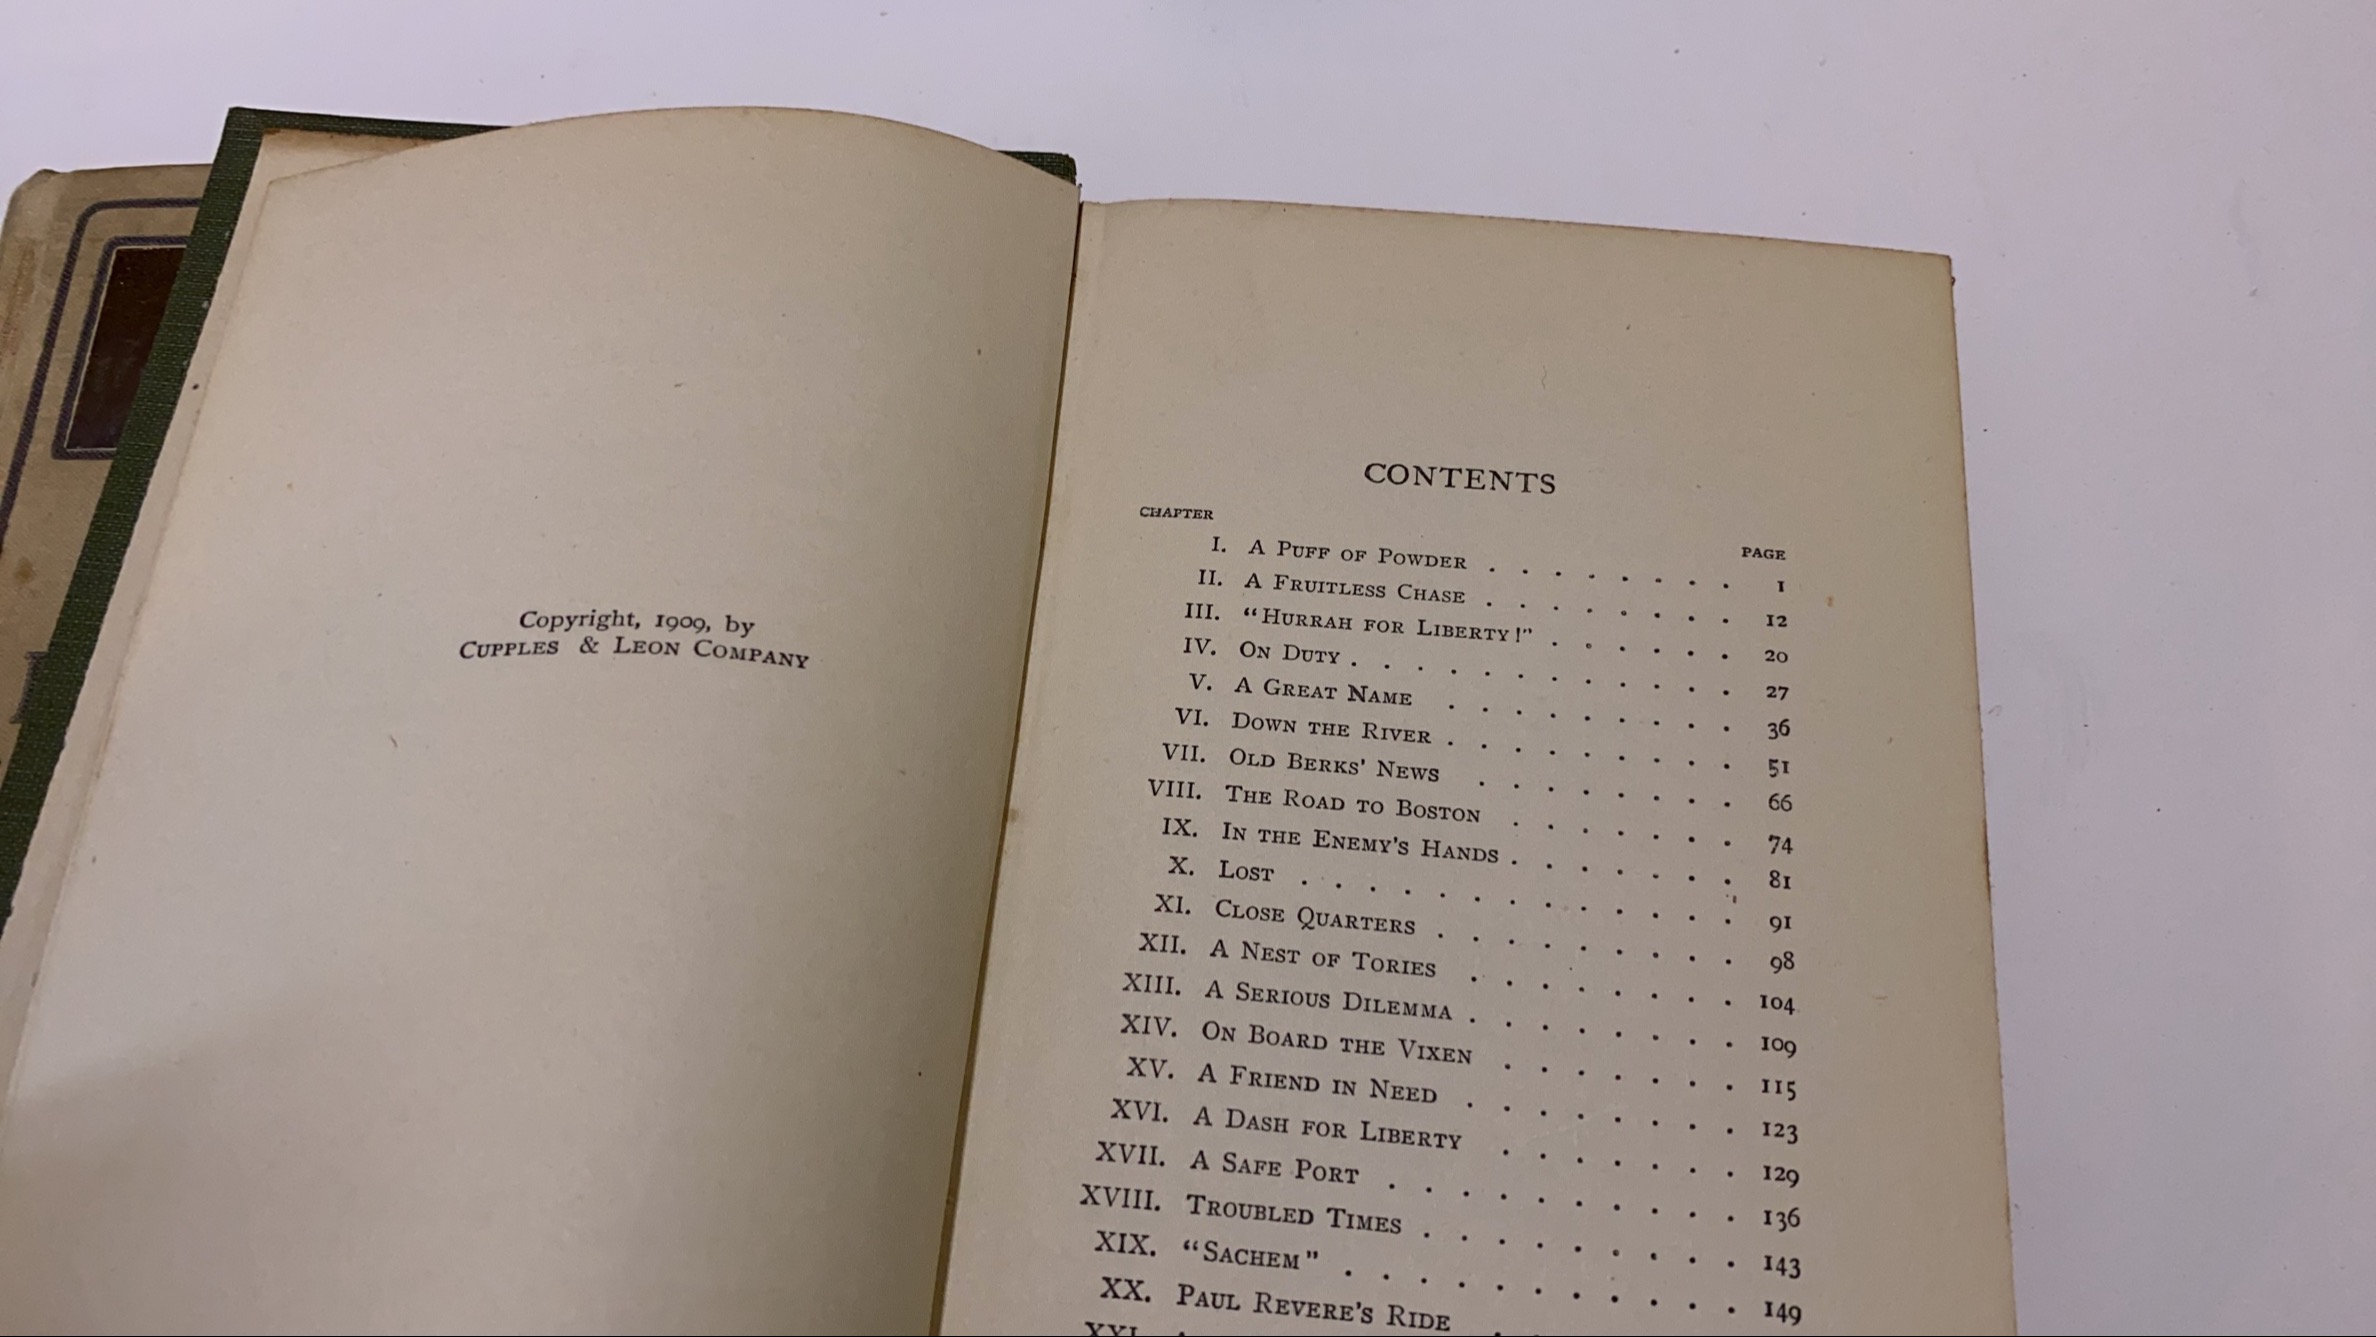 Copyright, 1909, by
CUPPLES & LEON COMPANY
CONTENTS
CHAPTER PAGE
I. A PUFF OF POWDER . . . . . . . . 1
II. A FRUITLESS CHASE . . . . . . . . 12
III. "HURRAH FOR LIBERTY!" . . . . . . 20
IV. ON DUTY . . . . . . . . . . . . 27
V. A GREAT NAME . . . . . . . . . 36
VI. DOWN THE RIVER . . . . . . . . . 51
VII. OLD BERKS' NEWS . . . . . . . . 66
VIII. THE ROAD TO BOSTON . . . . . . . 74
IX. IN THE ENEMY'S HANDS . . . . . . . 81
X. LOST . . . . . . . . . . . . . 91
XI. CLOSE QUARTERS . . . . . . . . . 98
XII. A NEST OF TORIES . . . . . . . . 104
XIII. A SERIOUS DILEMMA . . . . . . . . 109
XIV. ON BOARD THE VIXEN . . . . . . . 115
XV. A FRIEND IN NEED . . . . . . . . 123
XVI. A DASH FOR LIBERTY . . . . . . . 129
XVII. A SAFE PORT . . . . . . . . . . 136
XVIII. TROUBLED TIMES . . . . . . . . . 143
XIX. "SACHEM" . . . . . . . . . . . 149
XX. PAUL REVERE'S RIDE
XXI.